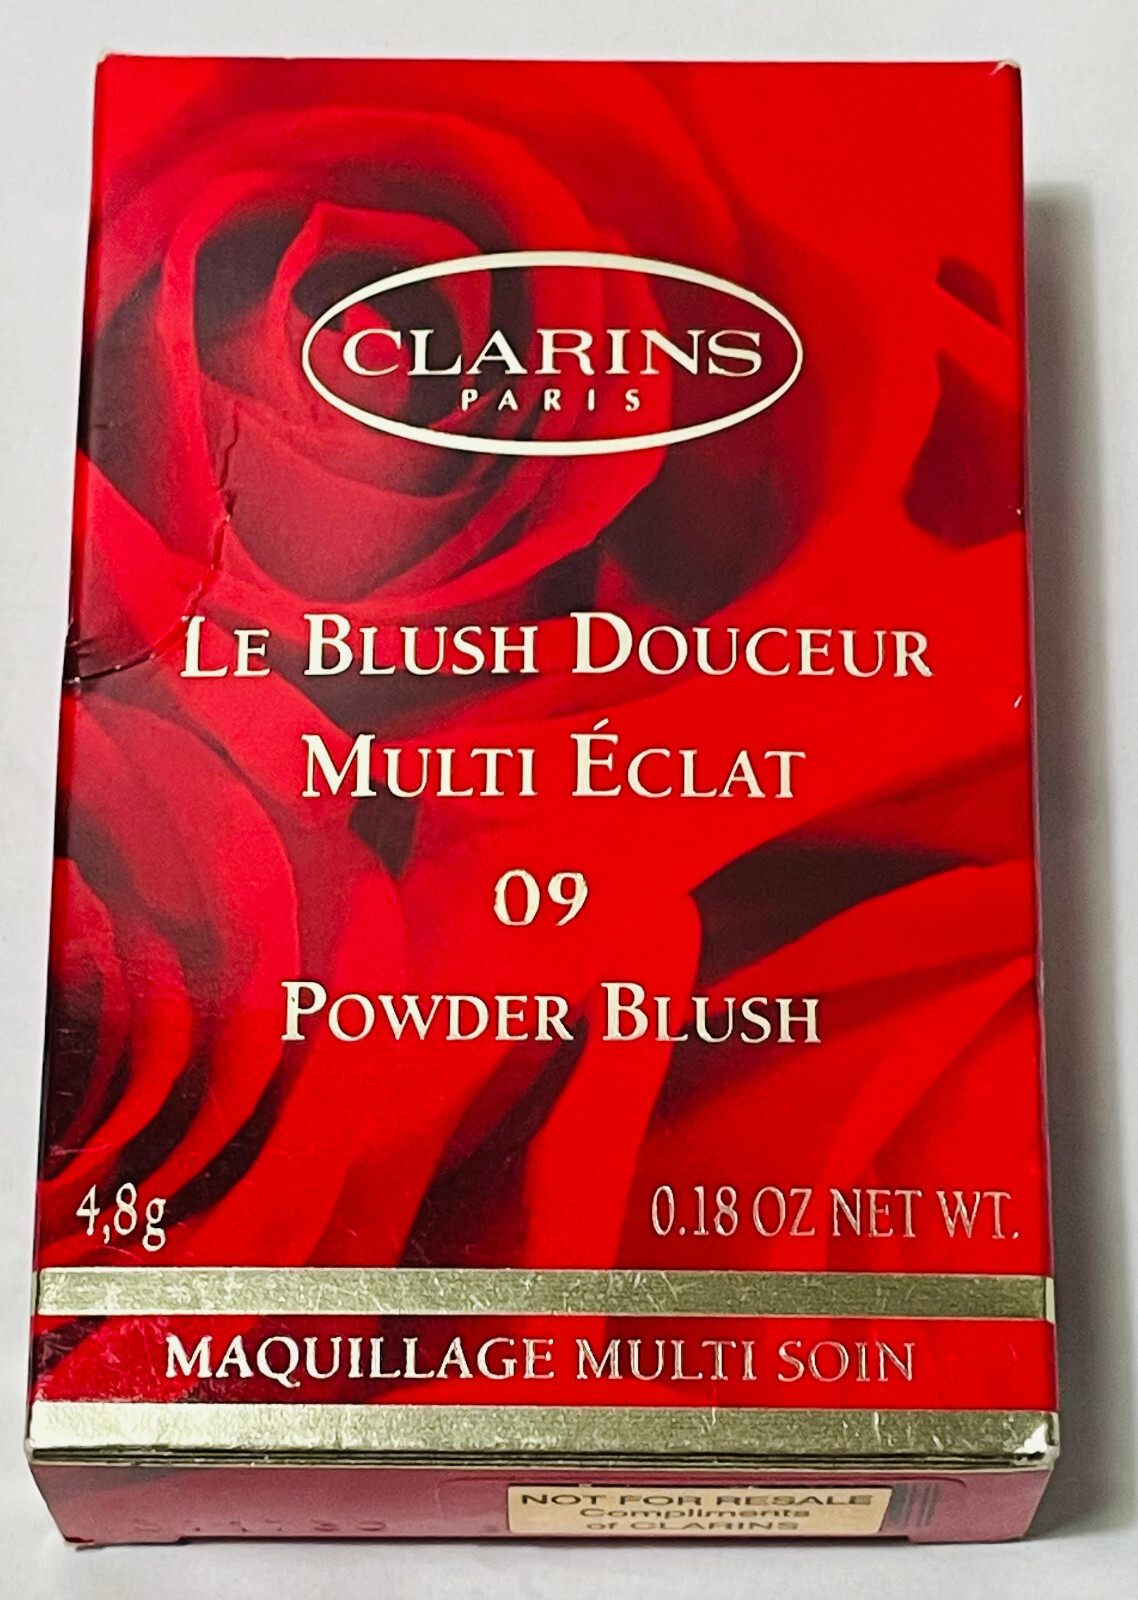 CLARINS
PARIS
LE BLUSH DOUCEUR
MULTI ÉCLAT
09
POWDER BLUSH
4,8g 0.18 OZ NET WT.
MAQUILLAGE MULTI SOIN
NOT FOR RESALE
Compliments
of CLARINS